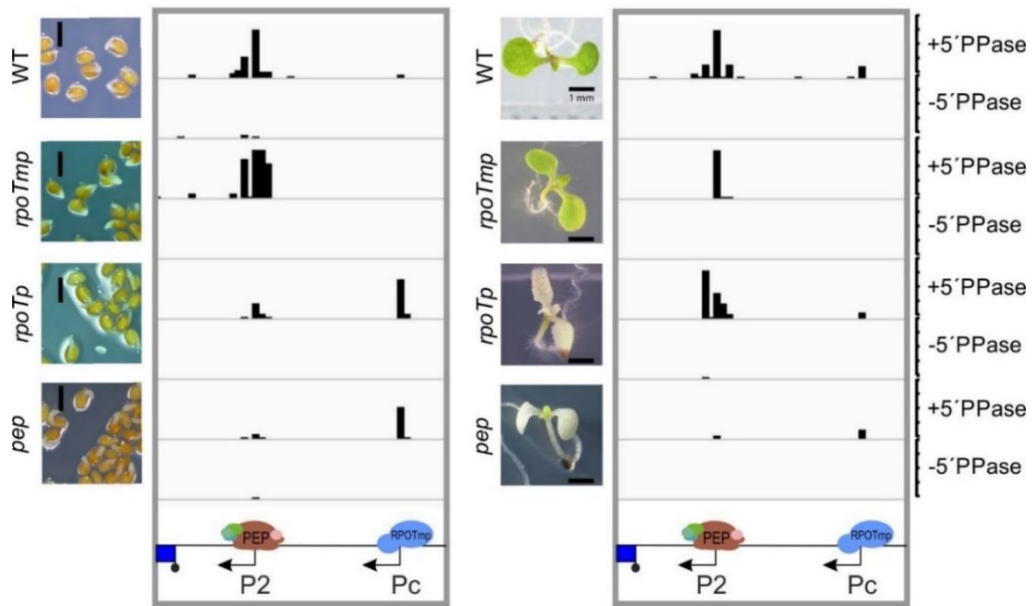 WT
1 mm
+5´PPase
-5´PPase
rpoTmp
+5´PPase
-5´PPase
rpoTp
+5´PPase
-5´PPase
pep
+5´PPase
-5´PPase
PEP RPOTmp PEP RPOTmp
P2 Pc P2 Pc
WT
rpoTmp
rpoTp
pep